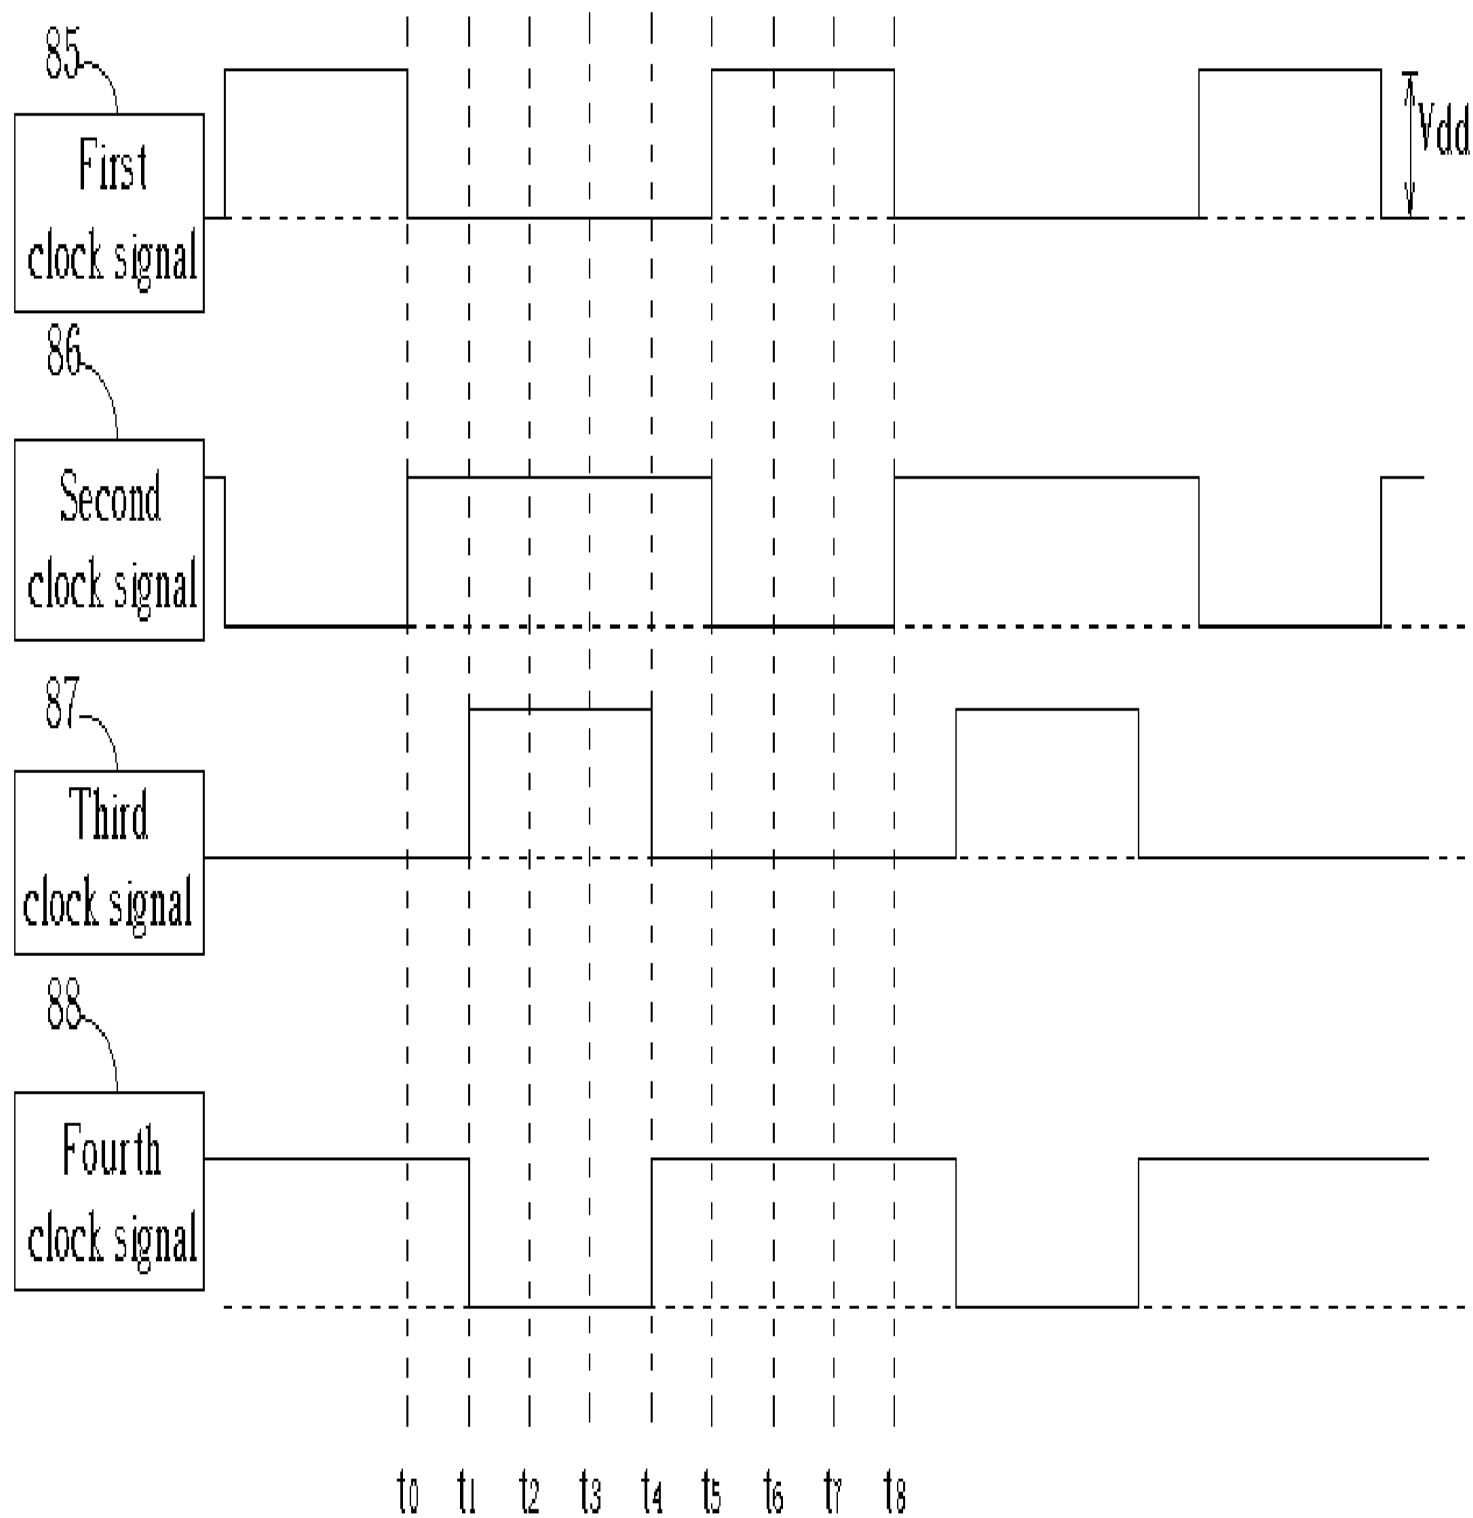 85
First
clock signal
Vdd
86
Second
clock signal
87
Third
clock signal
88
Fourth
clock signal
t0 t1 t2 t3 t4 t5 t6 t7 t8